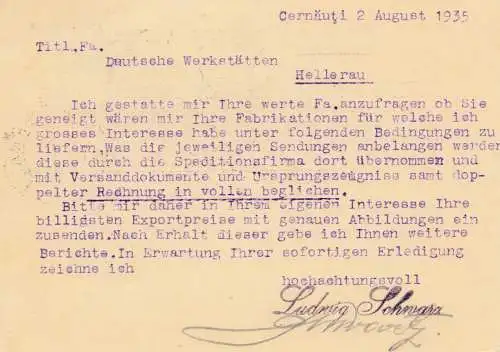 Cernăuți 2 August 1935
Titl.Fa.
Deutsche Werkstätten
Hellerau
Ich gestatte mir Ihre werte Fa.anzufragen ob Sie
geneigt wären mir Ihre Fabrikationen für welche ich
grosses Interesse habe unter folgenden Bedingungen zu
liefern.Was die jeweiligen Sendungen anbelangen werden
diese durch die Speditionsfirma dort übernommen und
mit Versanddokumente und Ursprungszeugniss samt dop-
pelter Rechnung in vollen beglichen.
Bitte mir daher in Ihrem eigenen Interesse Ihre
billigsten Exportpreise mit genauen Abbildungen ein
zusenden.Nach Erhalt dieser gebe ich Ihnen weitere
Berichte.In Erwartung Ihrer sofortigen Erledigung
zeichne ich
hochachtungsvoll
Ludwig Schwarz